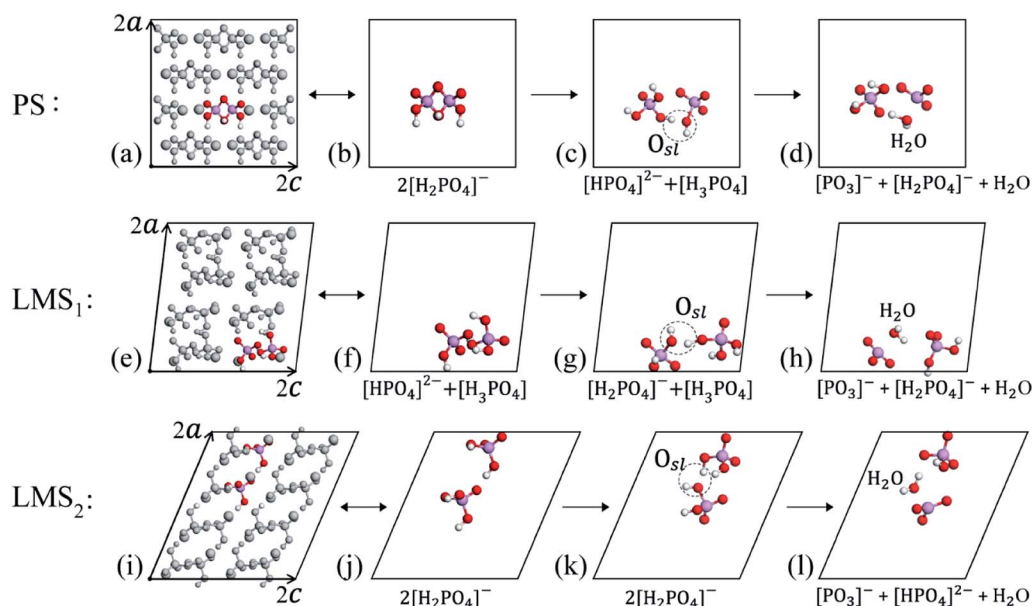 PS:
2a
2c
(a)
(b)
2[H₂PO₄]⁻
(c)
Oₛₗ
[HPO₄]²⁻+[H₃PO₄]
(d)
H₂O
[PO₃]⁻+[H₂PO₄]⁻+H₂O
LMS₁:
2a
2c
(e)
(f)
[HPO₄]²⁻+[H₃PO₄]
(g)
Oₛₗ
[H₂PO₄]⁻+[H₃PO₄]
(h)
H₂O
[PO₃]⁻+[H₂PO₄]⁻+H₂O
LMS₂:
2a
2c
(i)
(j)
2[H₂PO₄]⁻
(k)
Oₛₗ
2[H₂PO₄]⁻
(l)
H₂O
[PO₃]⁻+[HPO₄]²⁻+H₂O